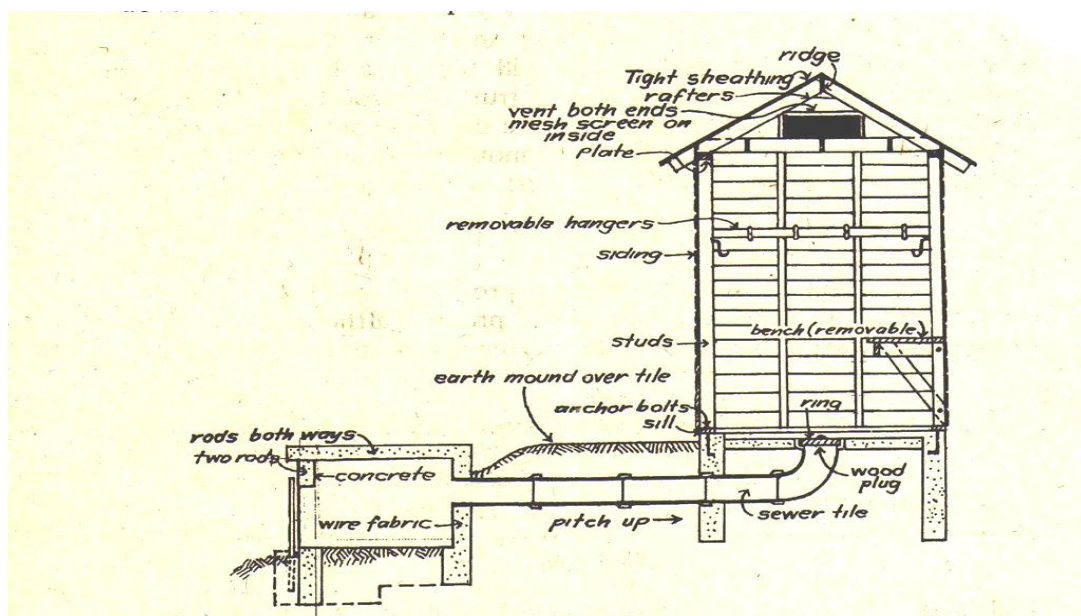 ridge
Tight sheathing
rafters
vent both ends
mesh screen on
inside
plate
removable hangers
siding
bench (removable
studs
earth mound over tile
ring
anchor bolts
sill
rods both ways
two rods
concrete
wood
plug
wire fabric
pitch up
sewer tile